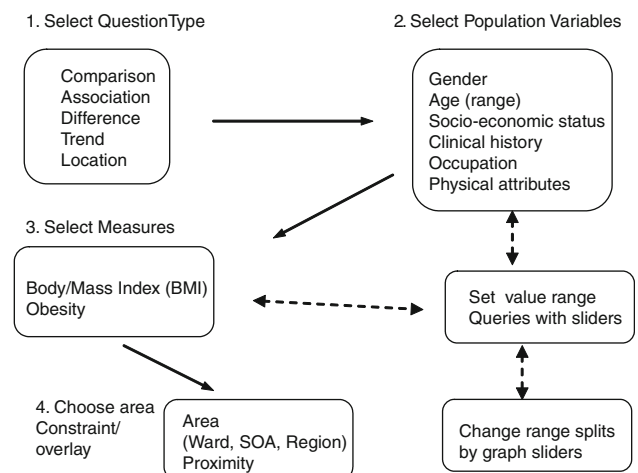 1. Select QuestionType
2. Select Population Variables
Comparison
Association
Difference
Trend
Location
Gender
Age (range)
Socio-economic status
Clinical history
Occupation
Physical attributes
3. Select Measures
Body/Mass Index (BMI)
Obesity
Set value range
Queries with sliders
4. Choose area
Constraint/
overlay
Area
(Ward, SOA, Region)
Proximity
Change range splits
by graph sliders